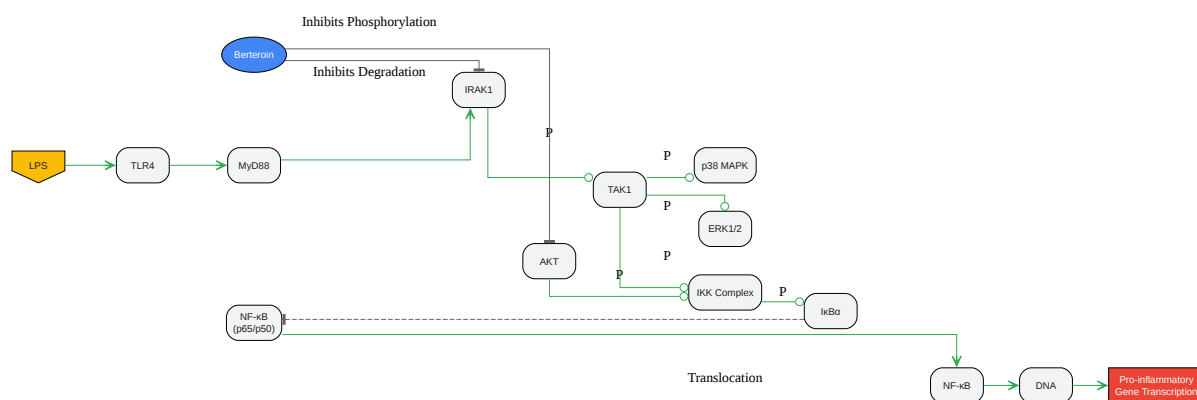 Inhibits Phosphorylation
Berteroin
Inhibits Degradation
IRAK1
P
LPS
TLR4
MyD88
P
p38 MAPK
TAK1
P
ERK1/2
P
AKT
P
IKK Complex
P
IκBα
NF-κB
(p65/p50)
Translocation
NF-κB
DNA
Pro-inflammatory
Gene Transcription